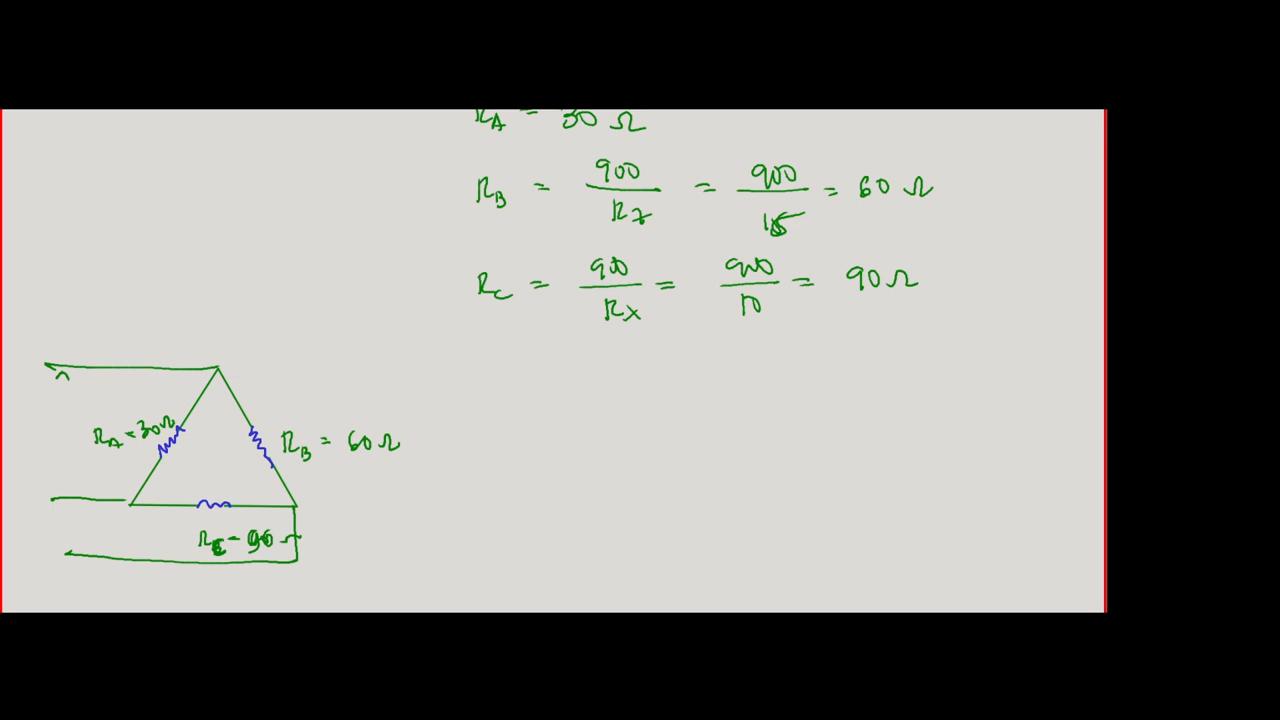 R_A = 30 Ω
R_B = 900/R_Z = 900/15 = 60 Ω
R_C = 900/R_X = 900/10 = 90 Ω
R_A = 30Ω
R_B = 60 Ω
R_C = 90 Ω